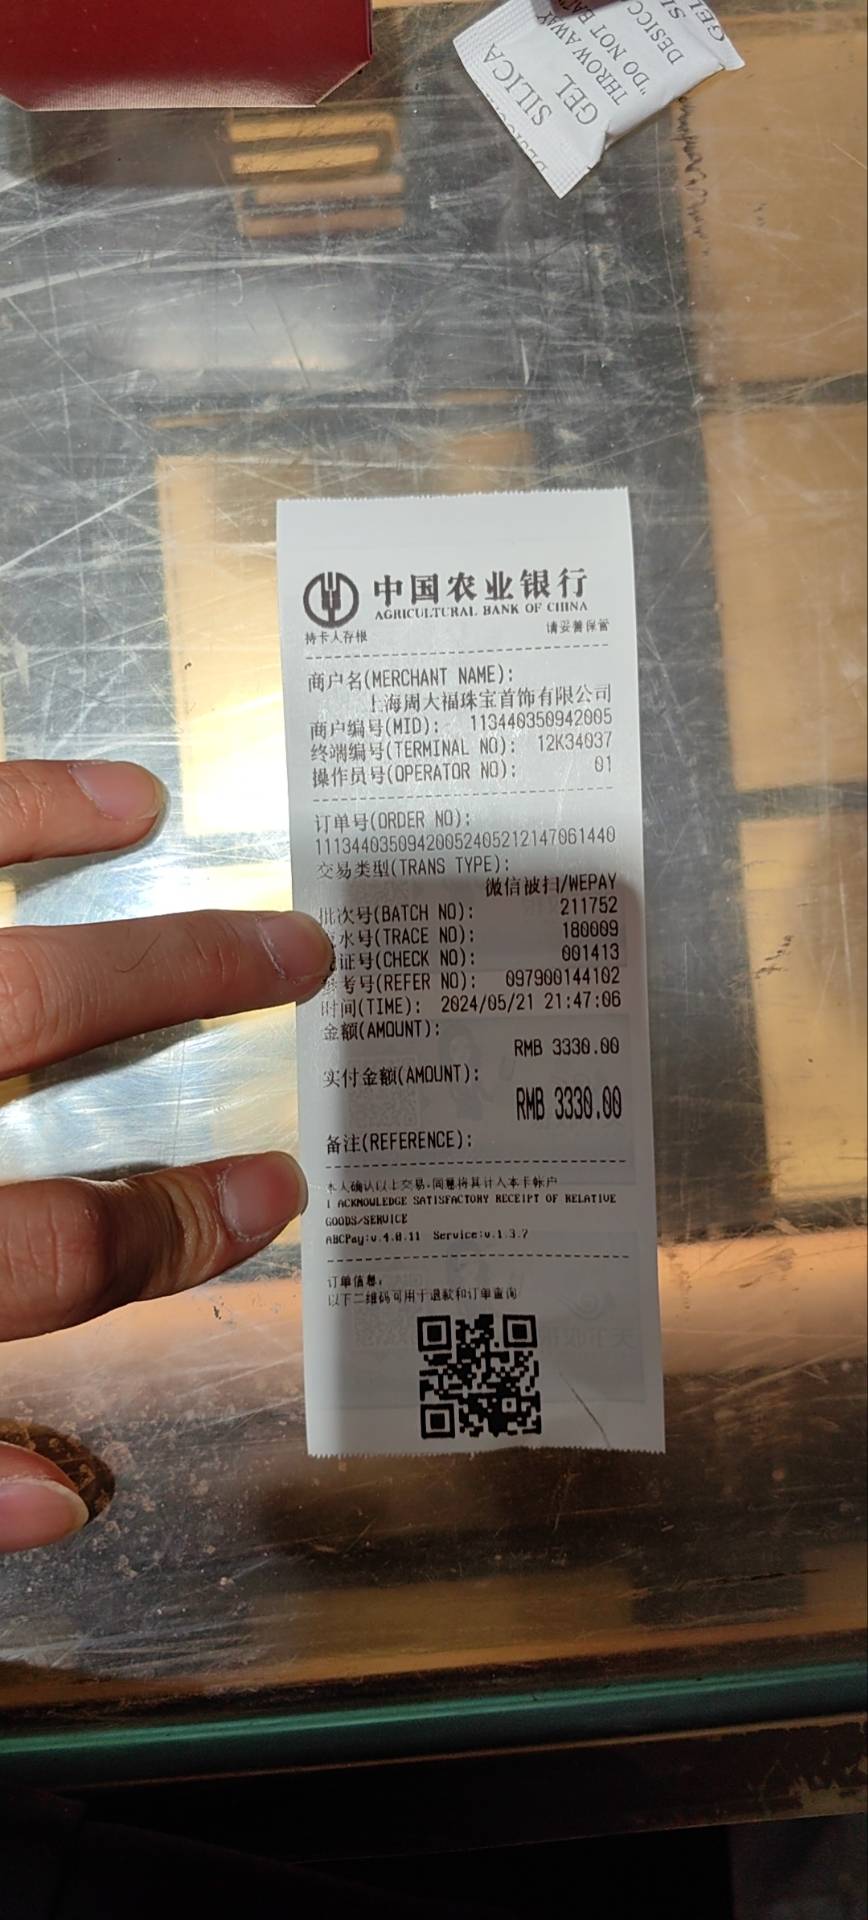 SILICA
GEL
THROW AWAY
"DO NOT EAT"
中国农业银行
AGRICULTURAL BANK OF CHINA
持卡人存根 请妥善保管
商户名(MERCHANT NAME):
上海周大福珠宝首饰有限公司
商户编号(MID): 113440350942005
终端编号(TERMINAL NO): 12K34037
操作员号(OPERATOR NO): 01
订单号(ORDER NO):
11134403509420052405212147061440
交易类型(TRANS TYPE):
微信被扫/WEPAY
批次号(BATCH NO): 211752
水号(TRACE NO): 180009
证号(CHECK NO): 001413
参考号(REFER NO): 097900144102
时间(TIME): 2024/05/21 21:47:06
金额(AMOUNT):
RMB 3330.00
实付金额(AMOUNT):
RMB 3330.00
备注(REFERENCE):
本人确认以上交易,同意将其计入本卡帐户
I ACKNOWLEDGE SATISFACTORY RECEIPT OF RELATIVE
GOODS/SERVICE
ABCPay:v.4.0.11 Service:v.1.3.7
订单信息:
以下二维码可用于退款和订单查询